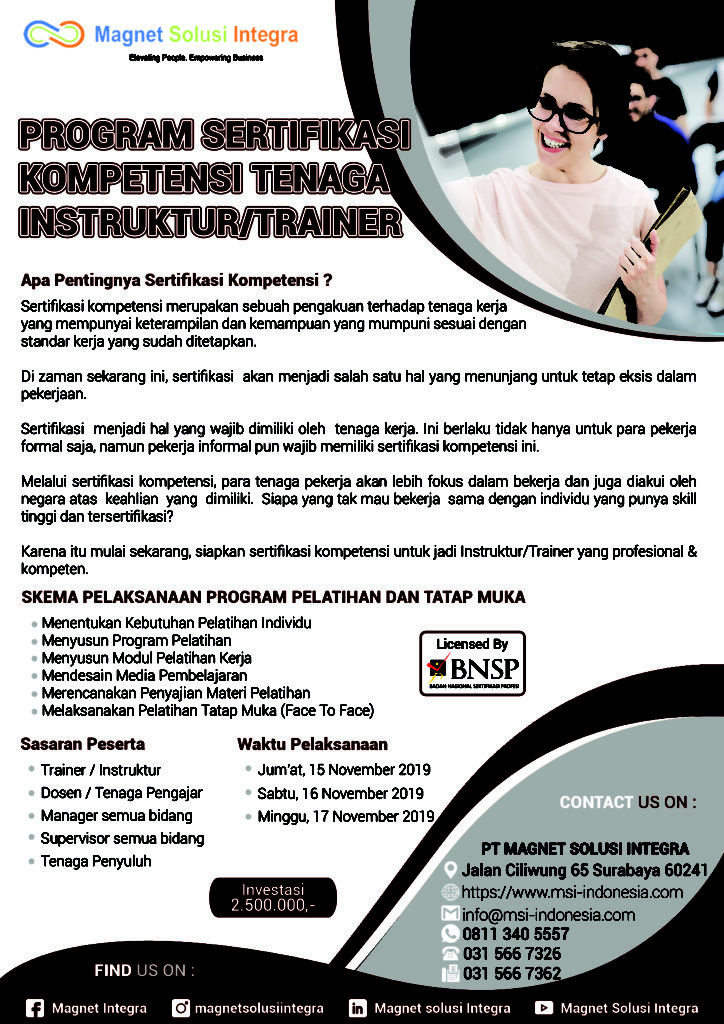 Magnet Solusi Integra
Elevating People. Empowering Business
PROGRAM SERTIFIKASI
KOMPETENSI TENAGA
INSTRUKTUR/TRAINER
Apa Pentingnya Sertifikasi Kompetensi ?
Sertifikasi kompetensi merupakan sebuah pengakuan terhadap tenaga kerja
yang mempunyai keterampilan dan kemampuan yang mumpuni sesuai dengan
standar kerja yang sudah ditetapkan.
Di zaman sekarang ini, sertifikasi akan menjadi salah satu hal yang menunjang untuk tetap eksis dalam
pekerjaan.
Sertifikasi menjadi hal yang wajib dimiliki oleh tenaga kerja. Ini berlaku tidak hanya untuk para pekerja
formal saja, namun pekerja informal pun wajib memiliki sertifikasi kompetensi ini.
Melalui sertifikasi kompetensi, para tenaga pekerja akan lebih fokus dalam bekerja dan juga diakui oleh
negara atas keahlian yang dimiliki. Siapa yang tak mau bekerja sama dengan individu yang punya skill
tinggi dan tersertifikasi?
Karena itu mulai sekarang, siapkan sertifikasi kompetensi untuk jadi Instruktur/Trainer yang profesional &
kompeten.
SKEMA PELAKSANAAN PROGRAM PELATIHAN DAN TATAP MUKA
Menentukan Kebutuhan Pelatihan Individu
Menyusun Program Pelatihan
Menyusun Modul Pelatihan Kerja
Mendesain Media Pembelajaran
Merencanakan Penyajian Materi Pelatihan
Melaksanakan Pelatihan Tatap Muka (Face To Face)
Licensed By
BNSP
BADAN NASIONAL SERTIFIKASI PROFESI
Sasaran Peserta
Trainer / Instruktur
Dosen / Tenaga Pengajar
Manager semua bidang
Supervisor semua bidang
Tenaga Penyuluh
Waktu Pelaksanaan
Jum'at, 15 November 2019
Sabtu, 16 November 2019
Minggu, 17 November 2019
Investasi
2.500.000,-
CONTACT US ON :
PT MAGNET SOLUSI INTEGRA
Jalan Ciliwung 65 Surabaya 60241
https://www.msi-indonesia.com
info@msi-indonesia.com
0811 340 5557
031 566 7326
031 566 7362
FIND US ON :
Magnet Integra
magnetsolusiintegra
Magnet solusi Integra
Magnet Solusi Integra